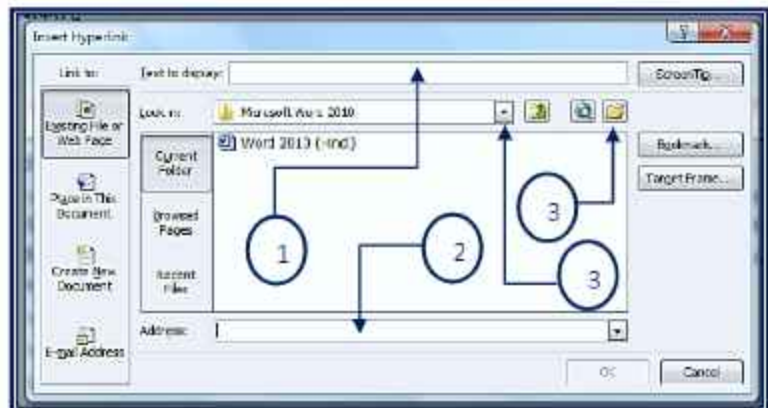 Insert Hyperlink
Link to:
Text to display:
ScreenTip...
Existing File or
Web Page
Look in:
Microsoft Word 2010
Current
Folder
Word 2010
Bookmark...
Target Frame...
Place in This
Document
Browsed
Pages
3
1
2
Create New
Document
Recent
Files
3
Address:
E-mail Address
OK
Cancel